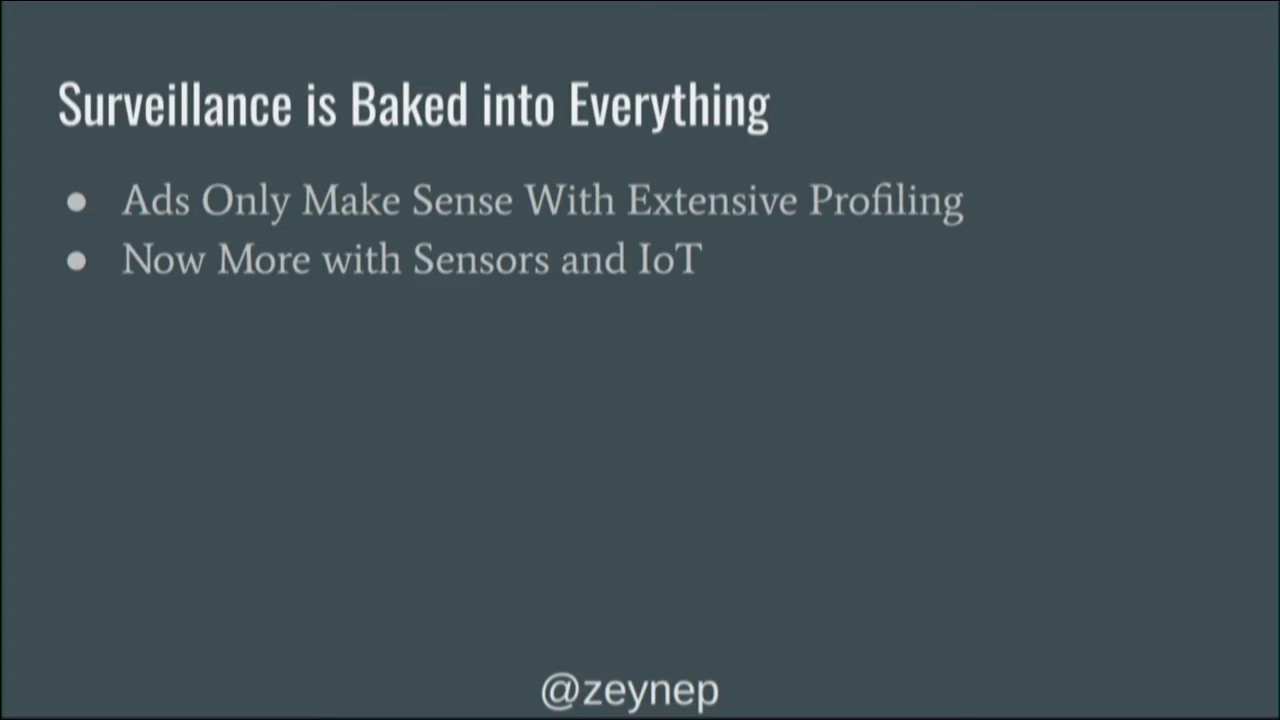 Surveillance is Baked into Everything
● Ads Only Make Sense With Extensive Profiling
● Now More with Sensors and IoT
@zeynep